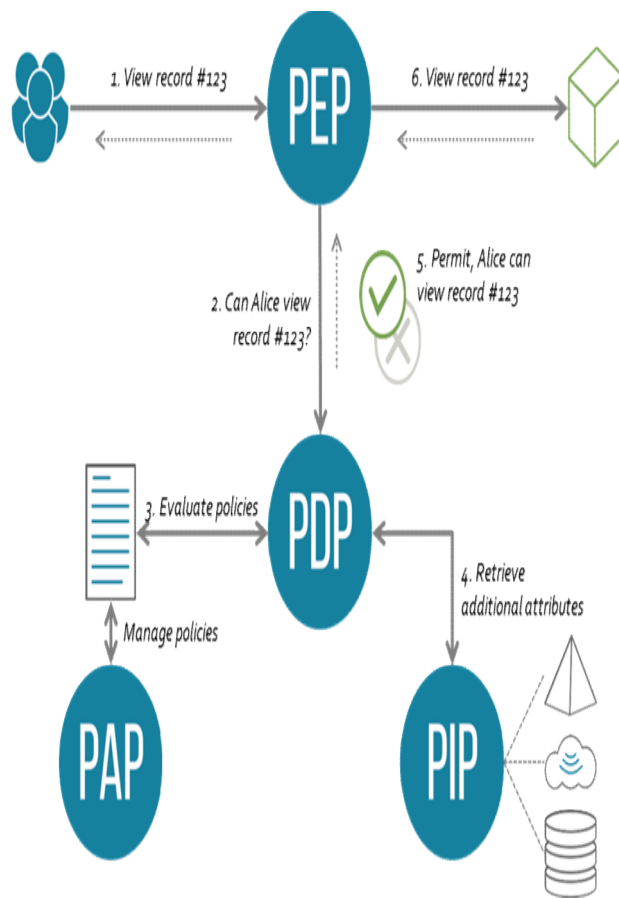 1. View record #123
PEP
6. View record #123
5. Permit, Alice can
view record #123
2. Can Alice view
record #123?
3. Evaluate policies
PDP
4. Retrieve
additional attributes
Manage policies
PAP
PIP